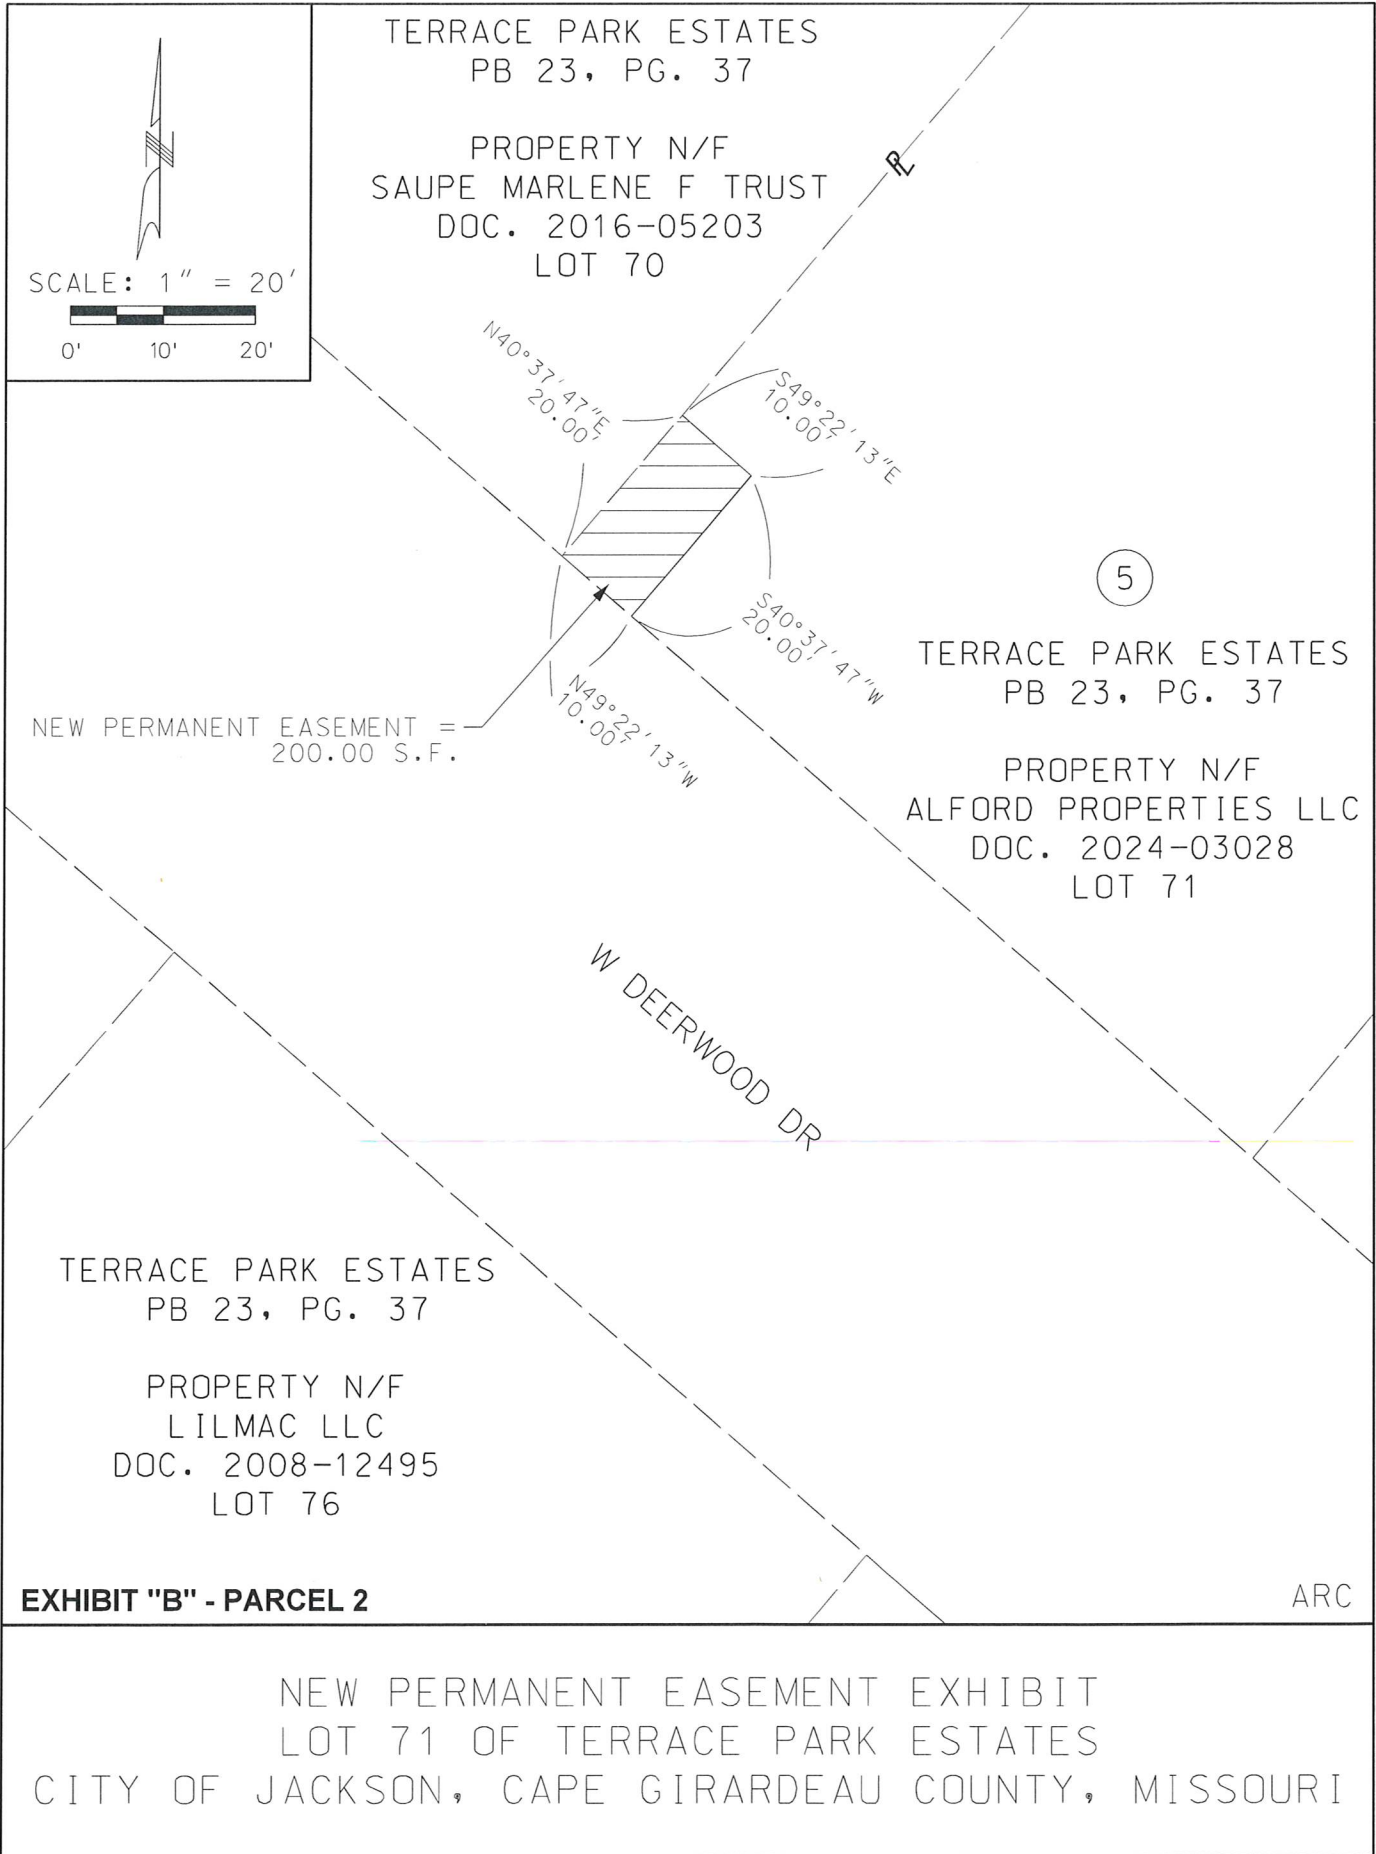 TERRACE PARK ESTATES
PB 23, PG. 37
PROPERTY N/F
SAUPE MARLENE F TRUST
DOC. 2016-05203
LOT 70
N
SCALE: 1" = 20'
0' 10' 20'
PL
N40°37'47"E
20.00'
S49°22'13"E
10.00'
S40°37'47"W
20.00'
N49°22'13"W
10.00'
NEW PERMANENT EASEMENT =
200.00 S.F.
5
TERRACE PARK ESTATES
PB 23, PG. 37
PROPERTY N/F
ALFORD PROPERTIES LLC
DOC. 2024-03028
LOT 71
W DEERWOOD DR
TERRACE PARK ESTATES
PB 23, PG. 37
PROPERTY N/F
LILMAC LLC
DOC. 2008-12495
LOT 76
EXHIBIT "B" - PARCEL 2
ARC
NEW PERMANENT EASEMENT EXHIBIT
LOT 71 OF TERRACE PARK ESTATES
CITY OF JACKSON, CAPE GIRARDEAU COUNTY, MISSOURI